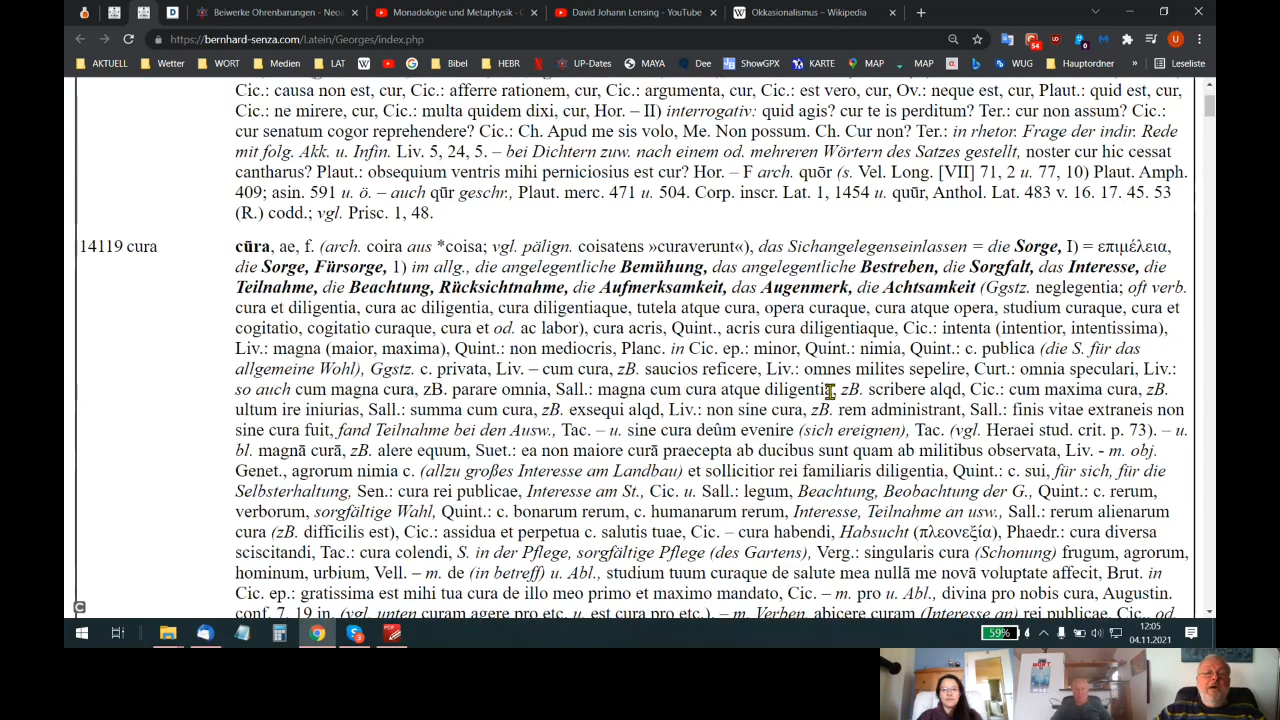 Beiwerke Ohrenbarungen - Neoa
Monadologie und Metaphysik - G
David Johann Lensing - YouTube
Okkasionalismus – Wikipedia
https://bernhard-senza.com/Latein/Georges/index.php
AKTUELL Wetter WORT Medien LAT Bibel HEBR UP-Dates MAYA Dee ShowGPX KARTE MAP MAP WUG Hauptordner Leseliste
Cic.: causa non est, cur, Cic.: afferre rationem, cur, Cic.: argumenta, cur, Cic.: est vero, cur, Ov.: neque est, cur, Plaut.: quid est, cur,
Cic.: ne mirere, cur, Cic.: multa quidem dixi, cur, Hor. – II) interrogativ: quid agis? cur te is perditum? Ter.: cur non assum? Cic.:
cur senatum cogor reprehendere? Cic.: Ch. Apud me sis volo, Me. Non possum. Ch. Cur non? Ter.: in rhetor. Frage der indir. Rede
mit folg. Akk. u. Infin. Liv. 5, 24, 5. – bei Dichtern zuw. nach einem od. mehreren Wörtern des Satzes gestellt, noster cur hic cessat
cantharus? Plaut.: obsequium ventris mihi perniciosius est cur? Hor. – F arch. quōr (s. Vel. Long. [VII] 71, 2 u. 77, 10) Plaut. Amph.
409; asin. 591 u. ö. – auch qūr geschr., Plaut. merc. 471 u. 504. Corp. inscr. Lat. 1, 1454 u. quūr, Anthol. Lat. 483 v. 16. 17. 45. 53
(R.) codd.; vgl. Prisc. 1, 48.
14119 cura cūra, ae, f. (arch. coira aus *coisa; vgl. pälign. coisatens »curaverunt«), das Sichangelegenseinlassen = die Sorge, I) = επιμέλεια,
die Sorge, Fürsorge, 1) im allg., die angelegentliche Bemühung, das angelegentliche Bestreben, die Sorgfalt, das Interesse, die
Teilnahme, die Beachtung, Rücksichtnahme, die Aufmerksamkeit, das Augenmerk, die Achtsamkeit (Ggstz. neglegentia; oft verb.
cura et diligentia, cura ac diligentia, cura diligentiaque, tutela atque cura, opera curaque, cura atque opera, studium curaque, cura et
cogitatio, cogitatio curaque, cura et od. ac labor), cura acris, Quint., acris cura diligentiaque, Cic.: intenta (intentior, intentissima),
Liv.: magna (maior, maxima), Quint.: non mediocris, Planc. in Cic. ep.: minor, Quint.: nimia, Quint.: c. publica (die S. für das
allgemeine Wohl), Ggstz. c. privata, Liv. – cum cura, zB. saucios reficere, Liv.: omnes milites sepelire, Curt.: omnia speculari, Liv.:
so auch cum magna cura, zB. parare omnia, Sall.: magna cum cura atque diligentia, zB. scribere alqd, Cic.: cum maxima cura, zB.
ultum ire iniurias, Sall.: summa cum cura, zB. exsequi alqd, Liv.: non sine cura, zB. rem administrant, Sall.: finis vitae extraneis non
sine cura fuit, fand Teilnahme bei den Ausw., Tac. – u. sine cura deûm evenire (sich ereignen), Tac. (vgl. Heraei stud. crit. p. 73). – u.
bl. magnā curā, zB. alere equum, Suet.: ea non maiore curā praecepta ab ducibus sunt quam ab militibus observata, Liv. - m. obj.
Genet., agrorum nimia c. (allzu großes Interesse am Landbau) et sollicitior rei familiaris diligentia, Quint.: c. sui, für sich, für die
Selbsterhaltung, Sen.: cura rei publicae, Interesse am St., Cic. u. Sall.: legum, Beachtung, Beobachtung der G., Quint.: c. rerum,
verborum, sorgfältige Wahl, Quint.: c. bonarum rerum, c. humanarum rerum, Interesse, Teilnahme an usw., Sall.: rerum alienarum
cura (zB. difficilis est), Cic.: assidua et perpetua c. salutis tuae, Cic. – cura habendi, Habsucht (πλεονεξία), Phaedr.: cura diversa
sciscitandi, Tac.: cura colendi, S. in der Pflege, sorgfältige Pflege (des Gartens), Verg.: singularis cura (Schonung) frugum, agrorum,
hominum, urbium, Vell. – m. de (in betreff) u. Abl., studium tuum curaque de salute mea nullā me novā voluptate affecit, Brut. in
Cic. ep.: gratissima est mihi tua cura de illo meo primo et maximo mandato, Cic. – m. pro u. Abl., divina pro nobis cura, Augustin.
conf. 7, 19 in. (vgl. unten curam agere pro etc. u. est cura pro etc.). – m. Verben, abicere curam (Interesse an) rei publicae, Cic. od.
59% 12:05
04.11.2021